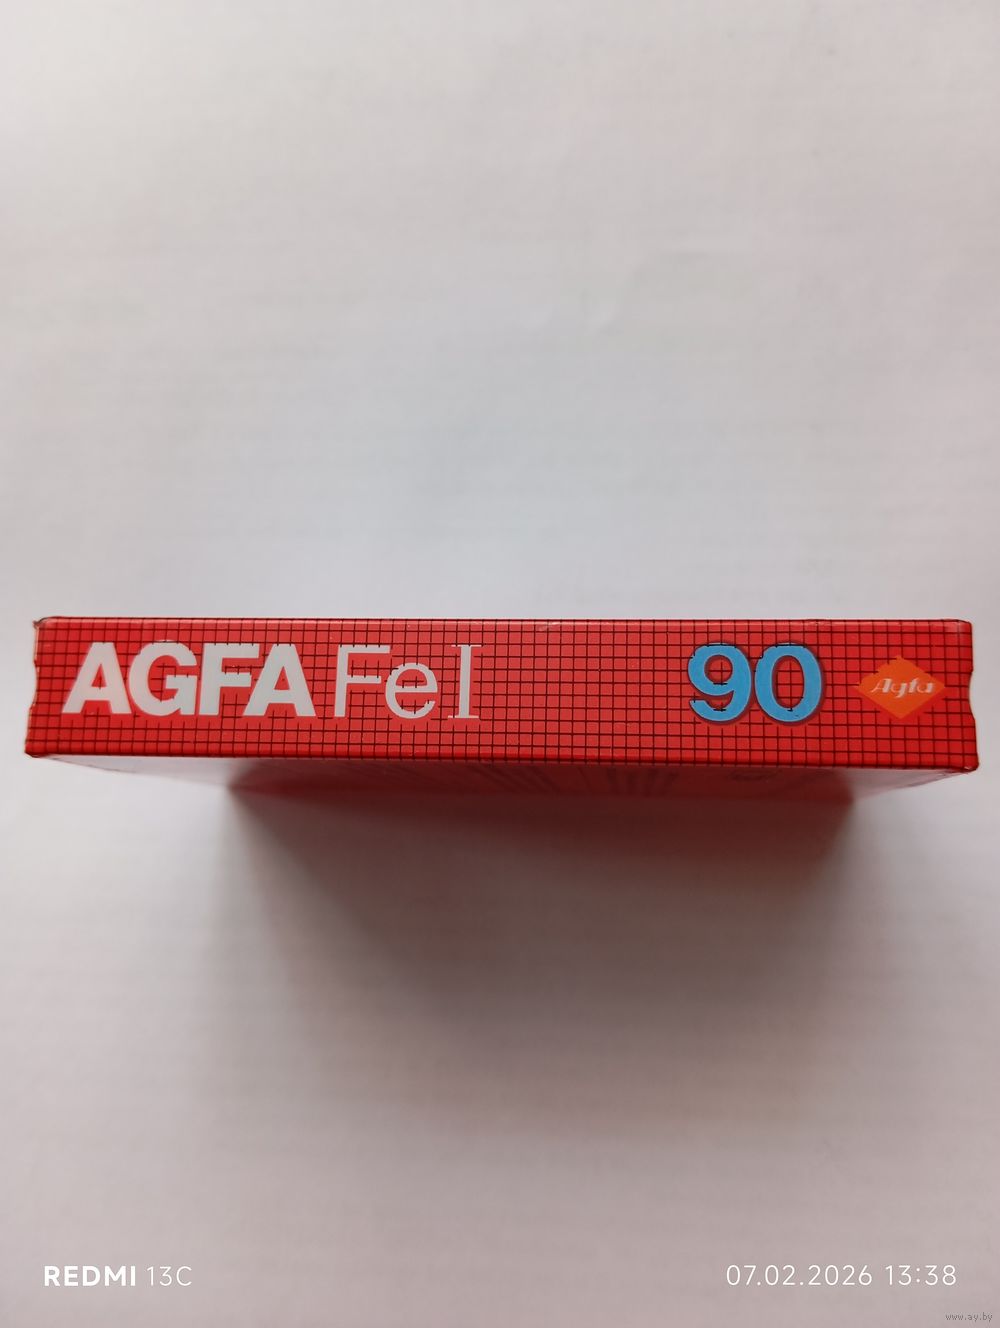 AGFA Fe I 90 Agfa
REDMI 13C 07.02.2026 13:38
www.ay.by